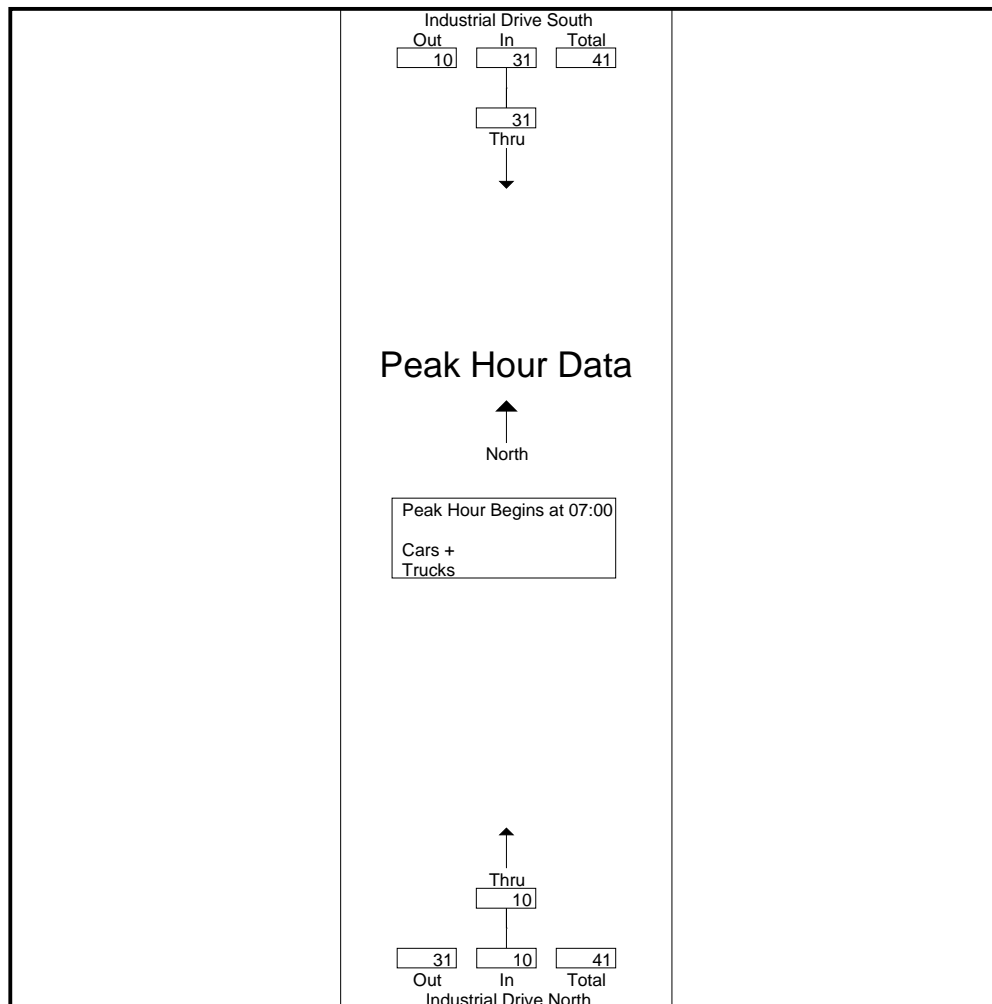 Industrial Drive South
Out In Total
10 31 41
31
Thru
Peak Hour Data
North
Peak Hour Begins at 07:00
Cars +
Trucks
Thru
10
31 10 41
Out In Total
Industrial Drive North